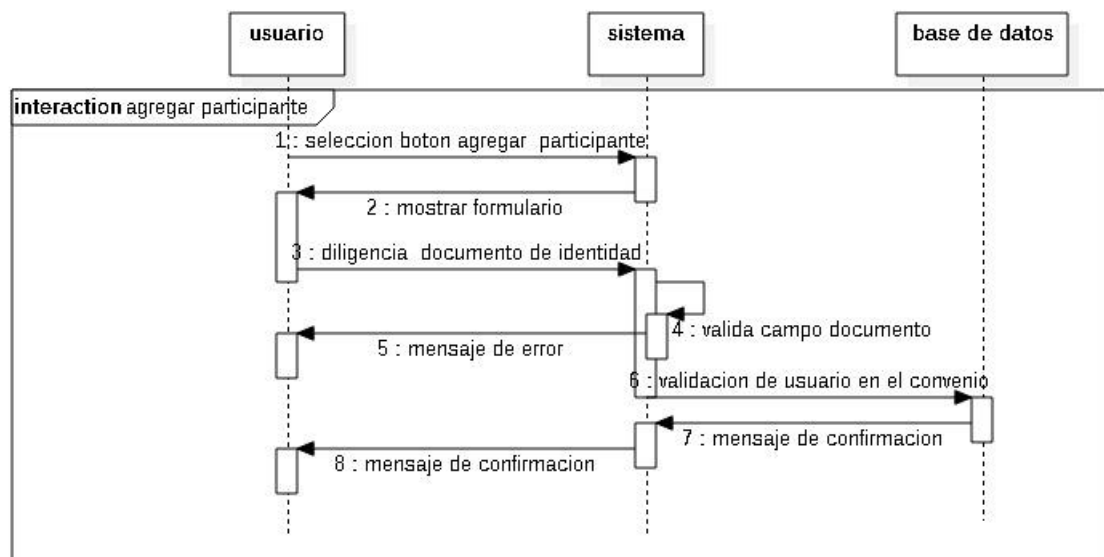 usuario
sistema
base de datos
interaction agregar participante
1 : seleccion boton agregar participante
2 : mostrar formulario
3 : diligencia documento de identidad
4 : valida campo documento
5 : mensaje de error
6 : validacion de usuario en el convenio
7 : mensaje de confirmacion
8 : mensaje de confirmacion